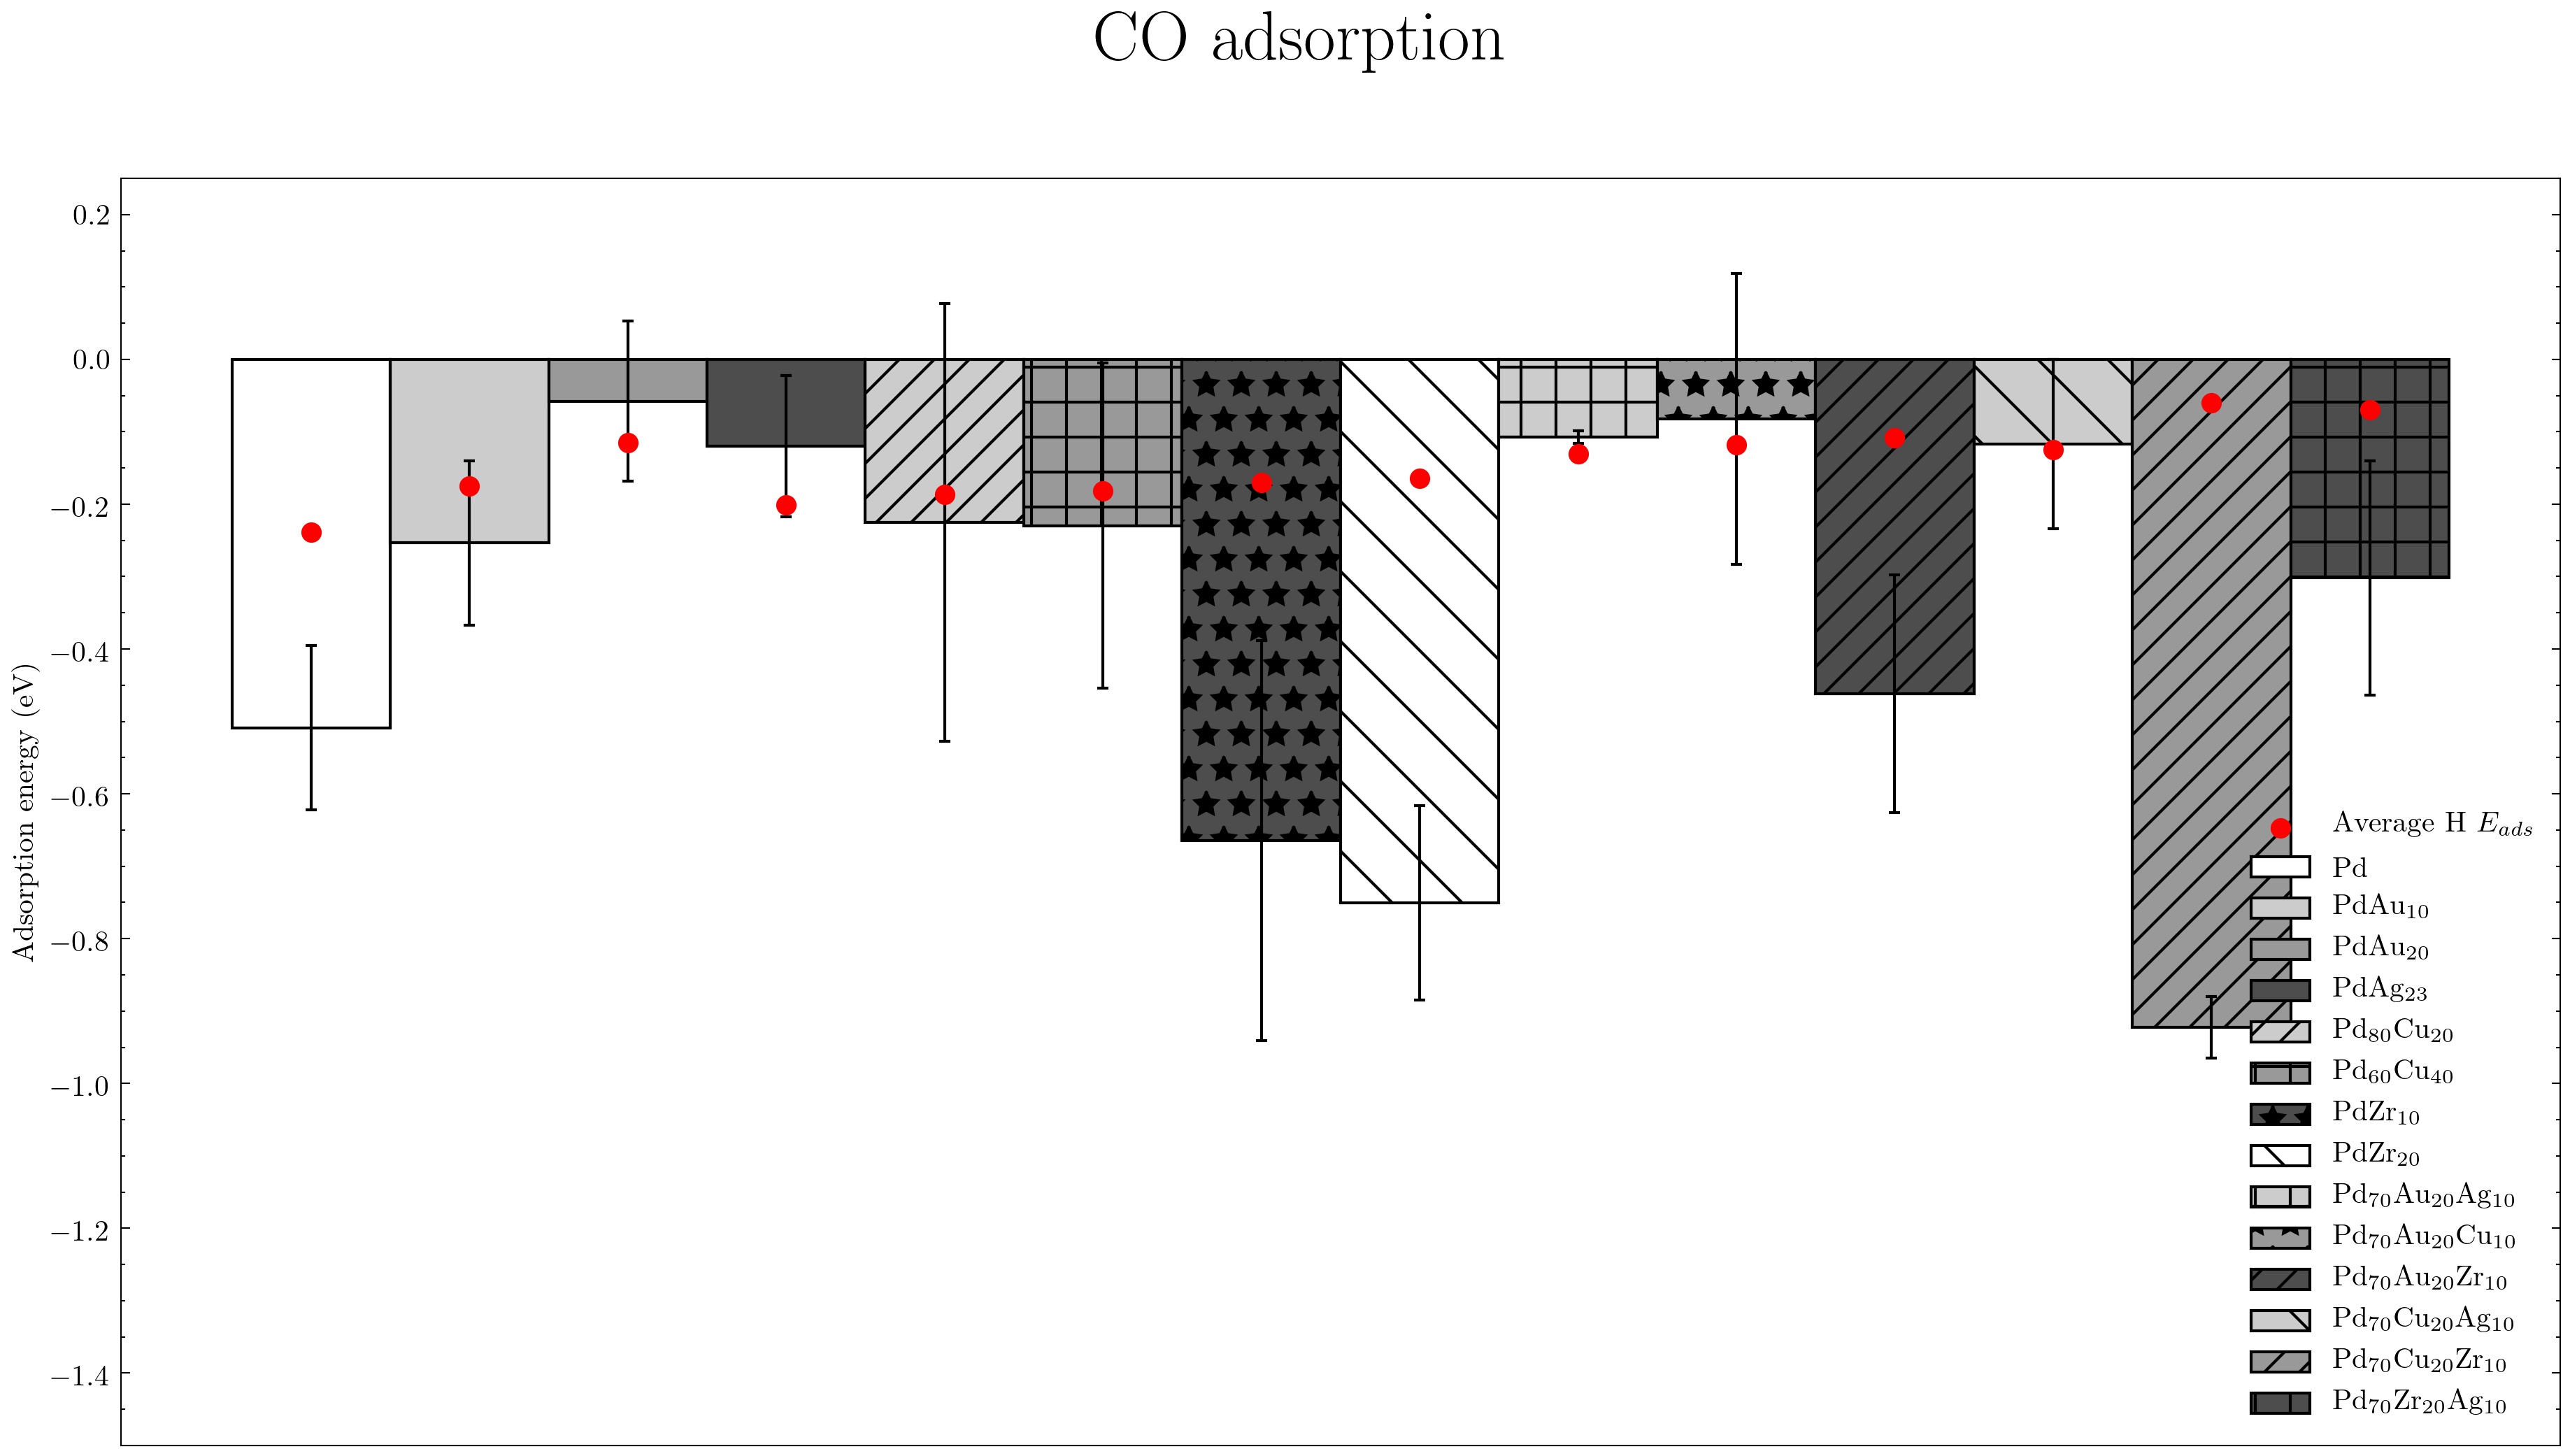 CO adsorption
0.2
0.0
−0.2
−0.4
−0.6
−0.8
−1.0
−1.2
−1.4
Adsorption energy (eV)
Average H E_ads
Pd
PdAu₁₀
PdAu₂₀
PdAg₂₃
Pd₈₀Cu₂₀
Pd₆₀Cu₄₀
PdZr₁₀
PdZr₂₀
Pd₇₀Au₂₀Ag₁₀
Pd₇₀Au₂₀Cu₁₀
Pd₇₀Au₂₀Zr₁₀
Pd₇₀Cu₂₀Ag₁₀
Pd₇₀Cu₂₀Zr₁₀
Pd₇₀Zr₂₀Ag₁₀